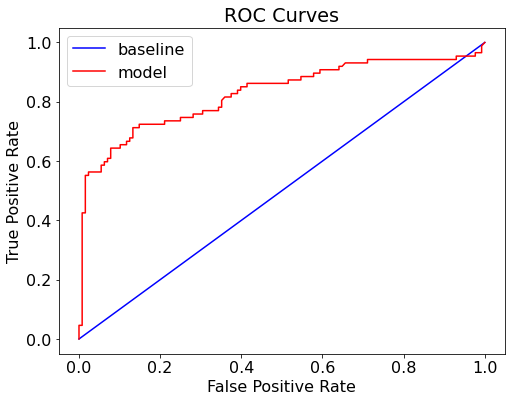 ROC Curves
baseline
model
1.0
0.8
0.6
0.4
0.2
0.0
True Positive Rate
0.0 0.2 0.4 0.6 0.8 1.0
False Positive Rate